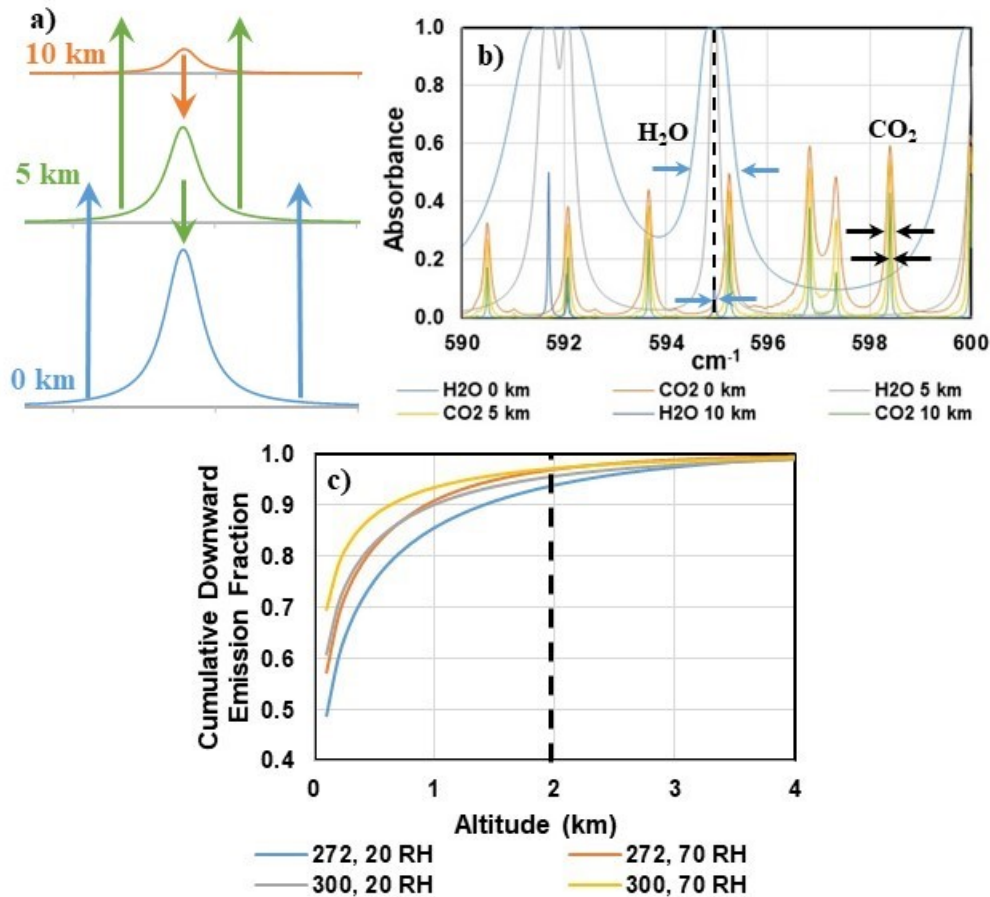 a)
10 km
5 km
0 km
b)
1.0
0.8
0.6
0.4
0.2
0.0
Absorbance
H₂O
CO₂
590 592 594 596 598 600
cm⁻¹
H2O 0 km CO2 0 km H2O 5 km
CO2 5 km H2O 10 km CO2 10 km
c)
1.0
0.9
0.8
0.7
0.6
0.5
0.4
Cumulative Downward
Emission Fraction
0 1 2 3 4
Altitude (km)
272, 20 RH 272, 70 RH
300, 20 RH 300, 70 RH